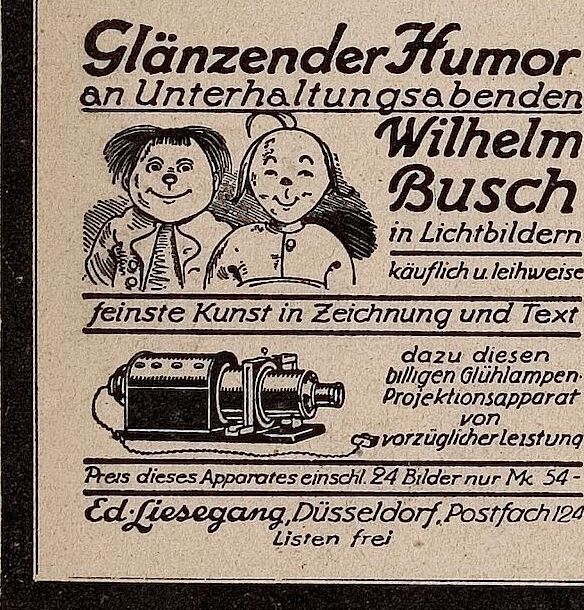 Glänzender Humor
an Unterhaltungsabenden
Wilhelm
Busch
in Lichtbildern
käuflich u. leihweise
feinste Kunst in Zeichnung und Text
dazu diesen
billigen Glühlampen-
Projektionsapparat
von
vorzüglicher leistung
Preis dieses Apparates einschl. 24 Bilder nur Mk. 54-
Ed. Liesegang, Düsseldorf, Postfach 124
Listen frei